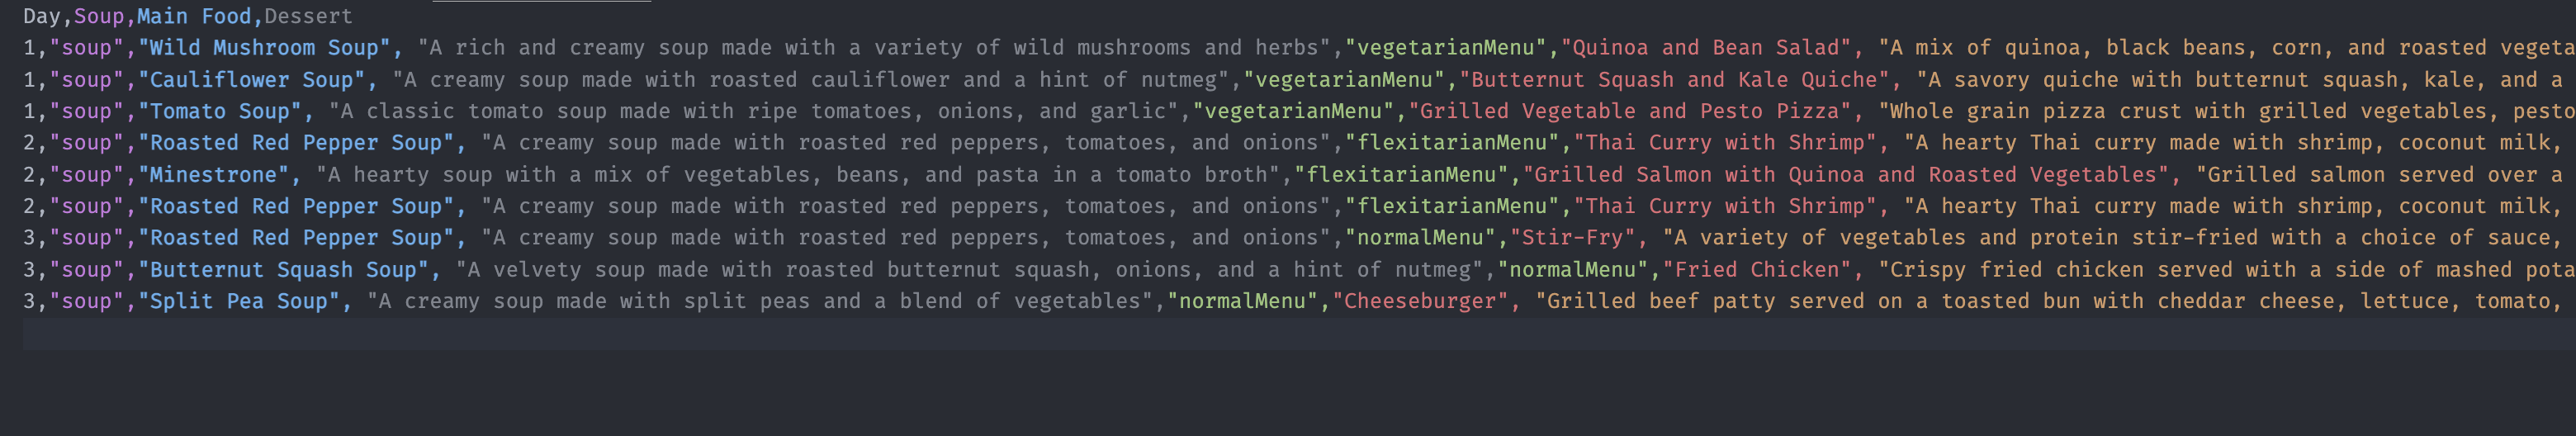 Day,Soup,Main Food,Dessert
1,"soup","Wild Mushroom Soup", "A rich and creamy soup made with a variety of wild mushrooms and herbs","vegetarianMenu","Quinoa and Bean Salad", "A mix of quinoa, black beans, corn, and roasted vegeta
1,"soup","Cauliflower Soup", "A creamy soup made with roasted cauliflower and a hint of nutmeg","vegetarianMenu","Butternut Squash and Kale Quiche", "A savory quiche with butternut squash, kale, and a
1,"soup","Tomato Soup", "A classic tomato soup made with ripe tomatoes, onions, and garlic","vegetarianMenu","Grilled Vegetable and Pesto Pizza", "Whole grain pizza crust with grilled vegetables, pesto
2,"soup","Roasted Red Pepper Soup", "A creamy soup made with roasted red peppers, tomatoes, and onions","flexitarianMenu","Thai Curry with Shrimp", "A hearty Thai curry made with shrimp, coconut milk,
2,"soup","Minestrone", "A hearty soup with a mix of vegetables, beans, and pasta in a tomato broth","flexitarianMenu","Grilled Salmon with Quinoa and Roasted Vegetables", "Grilled salmon served over a
2,"soup","Roasted Red Pepper Soup", "A creamy soup made with roasted red peppers, tomatoes, and onions","flexitarianMenu","Thai Curry with Shrimp", "A hearty Thai curry made with shrimp, coconut milk,
3,"soup","Roasted Red Pepper Soup", "A creamy soup made with roasted red peppers, tomatoes, and onions","normalMenu","Stir-Fry", "A variety of vegetables and protein stir-fried with a choice of sauce,
3,"soup","Butternut Squash Soup", "A velvety soup made with roasted butternut squash, onions, and a hint of nutmeg","normalMenu","Fried Chicken", "Crispy fried chicken served with a side of mashed pota
3,"soup","Split Pea Soup", "A creamy soup made with split peas and a blend of vegetables","normalMenu","Cheeseburger", "Grilled beef patty served on a toasted bun with cheddar cheese, lettuce, tomato,